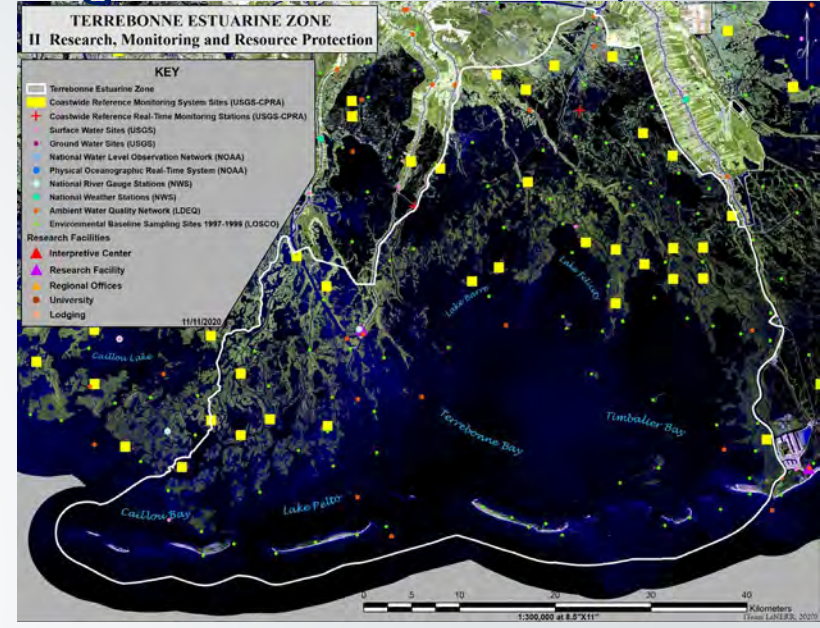 TERREBONNE ESTUARINE ZONE
II Research, Monitoring and Resource Protection
KEY
Terrebonne Estuarine Zone
Coastwide Reference Monitoring System Sites (USGS-CPRA)
Coastwide Reference Real-Time Monitoring Stations (USGS-CPRA)
Surface Water Sites (USGS)
Ground Water Sites (USGS)
National Water Level Observation Network (NOAA)
Physical Oceanographic Real-Time System (NOAA)
National River Gauge Stations (NWS)
National Weather Stations (NWS)
Ambient Water Quality Network (LDEQ)
Environmental Baseline Sampling Sites 1997-1999 (LOSCO)
Research Facilities
Interpretive Center
Research Facility
Regional Offices
University
Lodging
11/11/2020
Lake Felicity
Lake Barre
Caillou Lake
Terrebonne Bay
Timbalier Bay
Caillou Bay
Lake Pelto
0 5 10 20 30 40
Kilometers
1:300,000 at 8.5"X11"
(Team LaNERR, 2020)